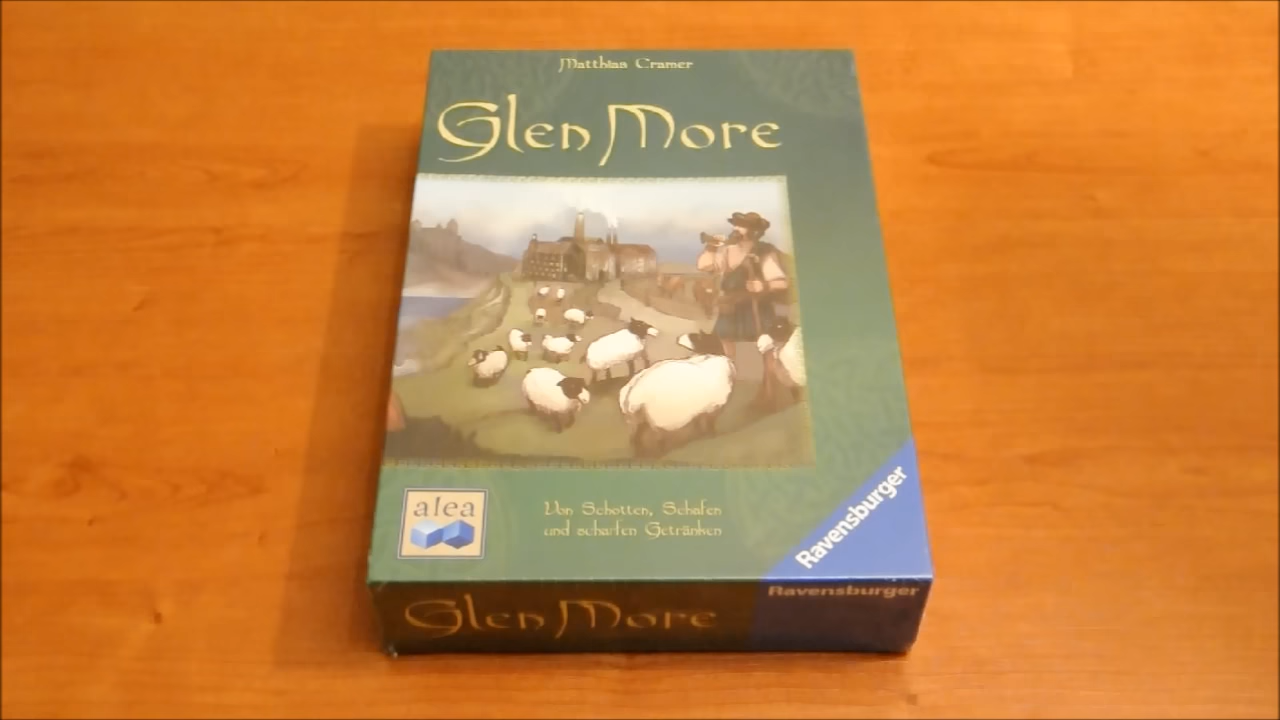 Matthias Cramer
Glen More
alea
Von Schotten, Schafen
und scharfen Getränken
Ravensburger
Glen More
Ravensburger